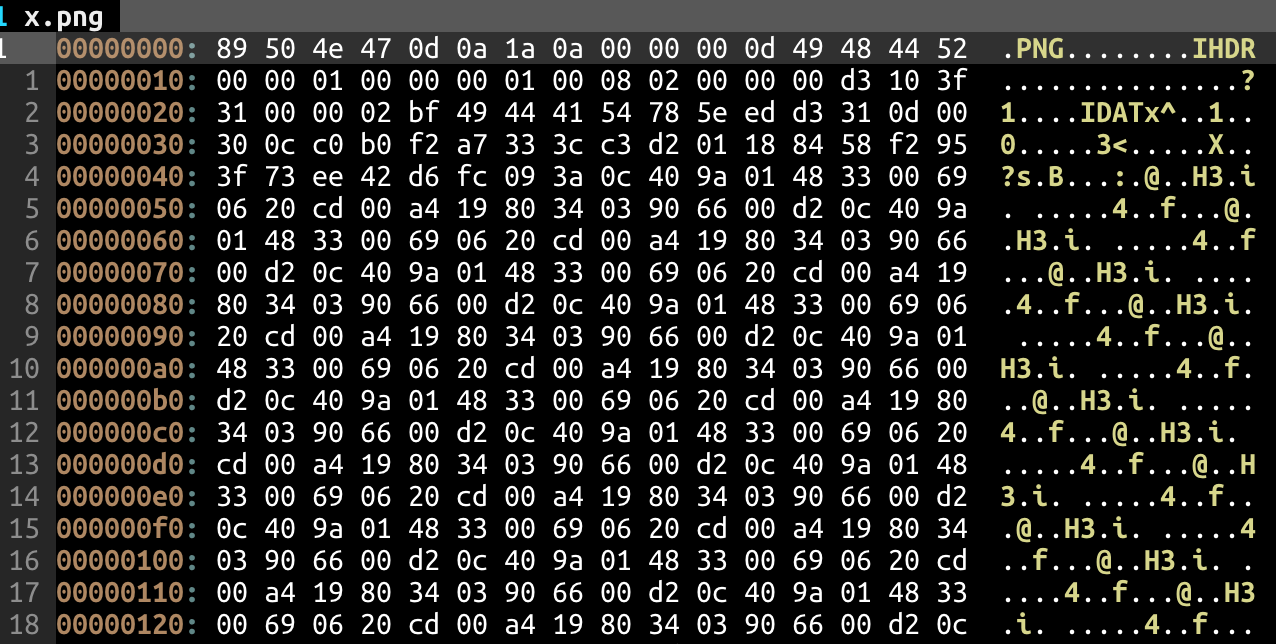 1 x.png
1 00000000: 89 50 4e 47 0d 0a 1a 0a 00 00 00 0d 49 48 44 52 .PNG........IHDR
1 00000010: 00 00 01 00 00 00 01 00 08 02 00 00 00 d3 10 3f ...............?
2 00000020: 31 00 00 02 bf 49 44 41 54 78 5e ed d3 31 0d 00 1....IDATx^..1..
3 00000030: 30 0c c0 b0 f2 a7 33 3c c3 d2 01 18 84 58 f2 95 0.....3<.....X..
4 00000040: 3f 73 ee 42 d6 fc 09 3a 0c 40 9a 01 48 33 00 69 ?s.B...:.@..H3.i
5 00000050: 06 20 cd 00 a4 19 80 34 03 90 66 00 d2 0c 40 9a . .....4..f...@.
6 00000060: 01 48 33 00 69 06 20 cd 00 a4 19 80 34 03 90 66 .H3.i. .....4..f
7 00000070: 00 d2 0c 40 9a 01 48 33 00 69 06 20 cd 00 a4 19 ...@..H3.i. ....
8 00000080: 80 34 03 90 66 00 d2 0c 40 9a 01 48 33 00 69 06 .4..f...@..H3.i.
9 00000090: 20 cd 00 a4 19 80 34 03 90 66 00 d2 0c 40 9a 01  .....4..f...@..
10 000000a0: 48 33 00 69 06 20 cd 00 a4 19 80 34 03 90 66 00 H3.i. .....4..f.
11 000000b0: d2 0c 40 9a 01 48 33 00 69 06 20 cd 00 a4 19 80 ..@..H3.i. .....
12 000000c0: 34 03 90 66 00 d2 0c 40 9a 01 48 33 00 69 06 20 4..f...@..H3.i. 
13 000000d0: cd 00 a4 19 80 34 03 90 66 00 d2 0c 40 9a 01 48 .....4..f...@..H
14 000000e0: 33 00 69 06 20 cd 00 a4 19 80 34 03 90 66 00 d2 3.i. .....4..f..
15 000000f0: 0c 40 9a 01 48 33 00 69 06 20 cd 00 a4 19 80 34 .@..H3.i. .....4
16 00000100: 03 90 66 00 d2 0c 40 9a 01 48 33 00 69 06 20 cd ..f...@..H3.i. .
17 00000110: 00 a4 19 80 34 03 90 66 00 d2 0c 40 9a 01 48 33 ....4..f...@..H3
18 00000120: 00 69 06 20 cd 00 a4 19 80 34 03 90 66 00 d2 0c .i. .....4..f...